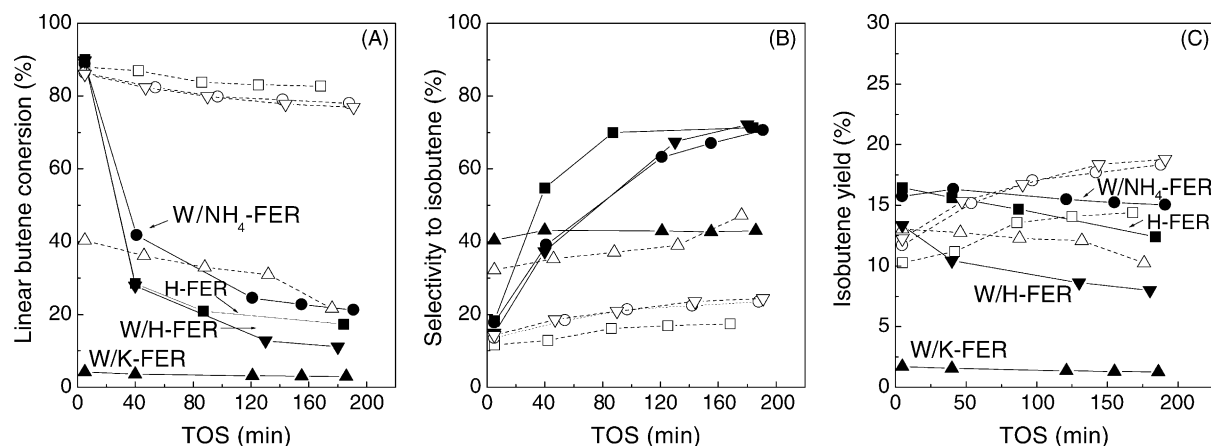 (A)
Linear butene conersion (%)
100
80
60
40
20
0
W/NH4-FER
H-FER
W/H-FER
W/K-FER
0 40 80 120 160 200
TOS (min)
(B)
Selectivity to isobutene (%)
100
80
60
40
20
0
0 40 80 120 160 200
TOS (min)
(C)
Isobutene yield (%)
30
25
20
15
10
5
0
W/NH4-FER
H-FER
W/H-FER
W/K-FER
0 50 100 150 200
TOS (min)